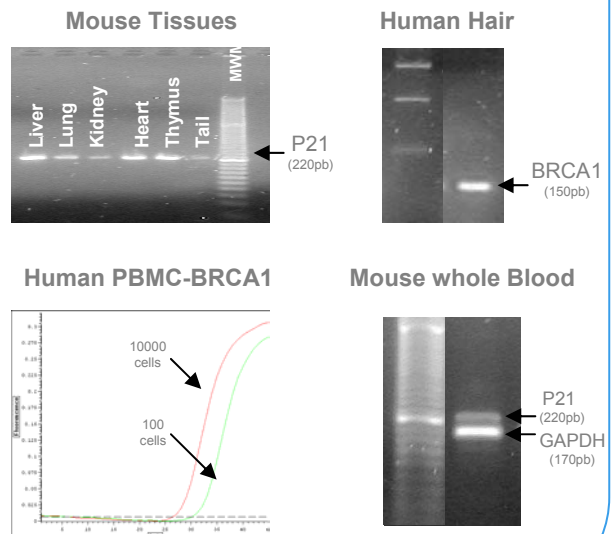 Mouse Tissues
Liver
Lung
Kidney
Heart
Thymus
Tail
MWM
P21
(220pb)
Human Hair
BRCA1
(150pb)
Human PBMC-BRCA1
10000
cells
100
cells
Mouse whole Blood
P21
(220pb)
GAPDH
(170pb)